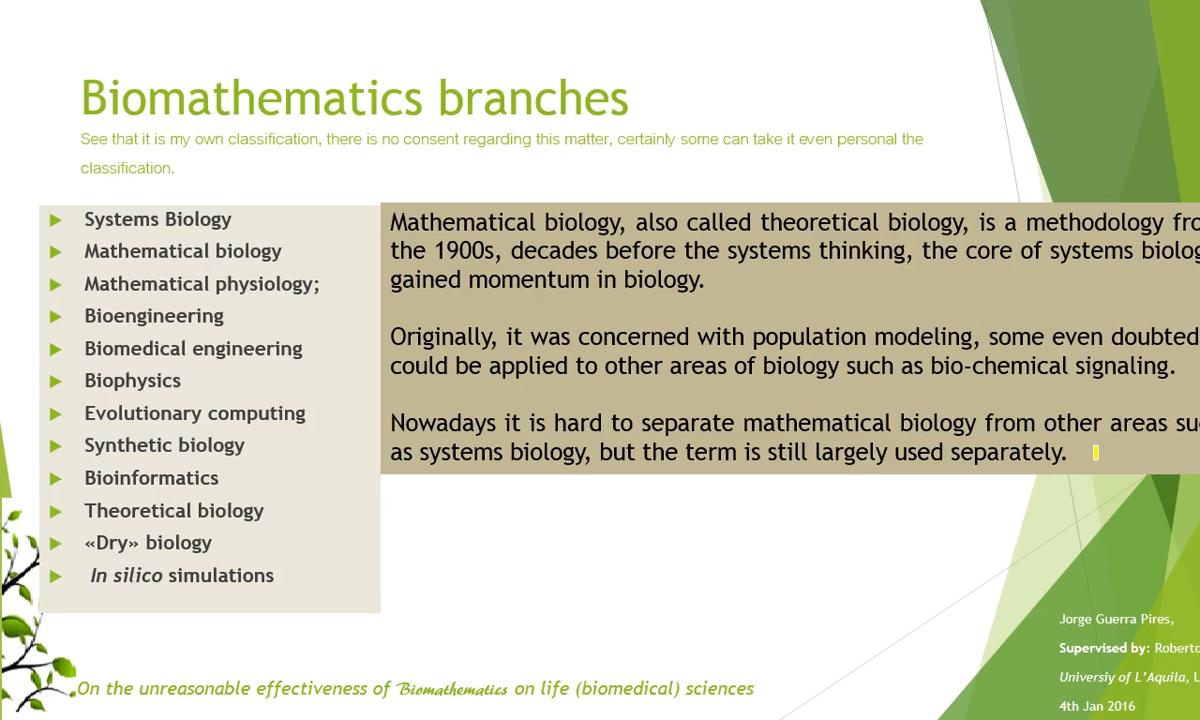 Biomathematics branches
See that it is my own classification, there is no consent regarding this matter, certainly some can take it even personal the
classification.
Systems Biology
Mathematical biology
Mathematical physiology;
Bioengineering
Biomedical engineering
Biophysics
Evolutionary computing
Synthetic biology
Bioinformatics
Theoretical biology
«Dry» biology
In silico simulations
Mathematical biology, also called theoretical biology, is a methodology
the 1900s, decades before the systems thinking, the core of systems
gained momentum in biology.
Originally, it was concerned with population modeling, some even doubted
could be applied to other areas of biology such as bio-chemical signaling.
Nowadays it is hard to separate mathematical biology from other areas
as systems biology, but the term is still largely used separately.
On the unreasonable effectiveness of Biomathematics on life (biomedical) sciences
Jorge Guerra Pires,
Supervised by: Roberto
Universiy of L'Aquila,
4th Jan 2016